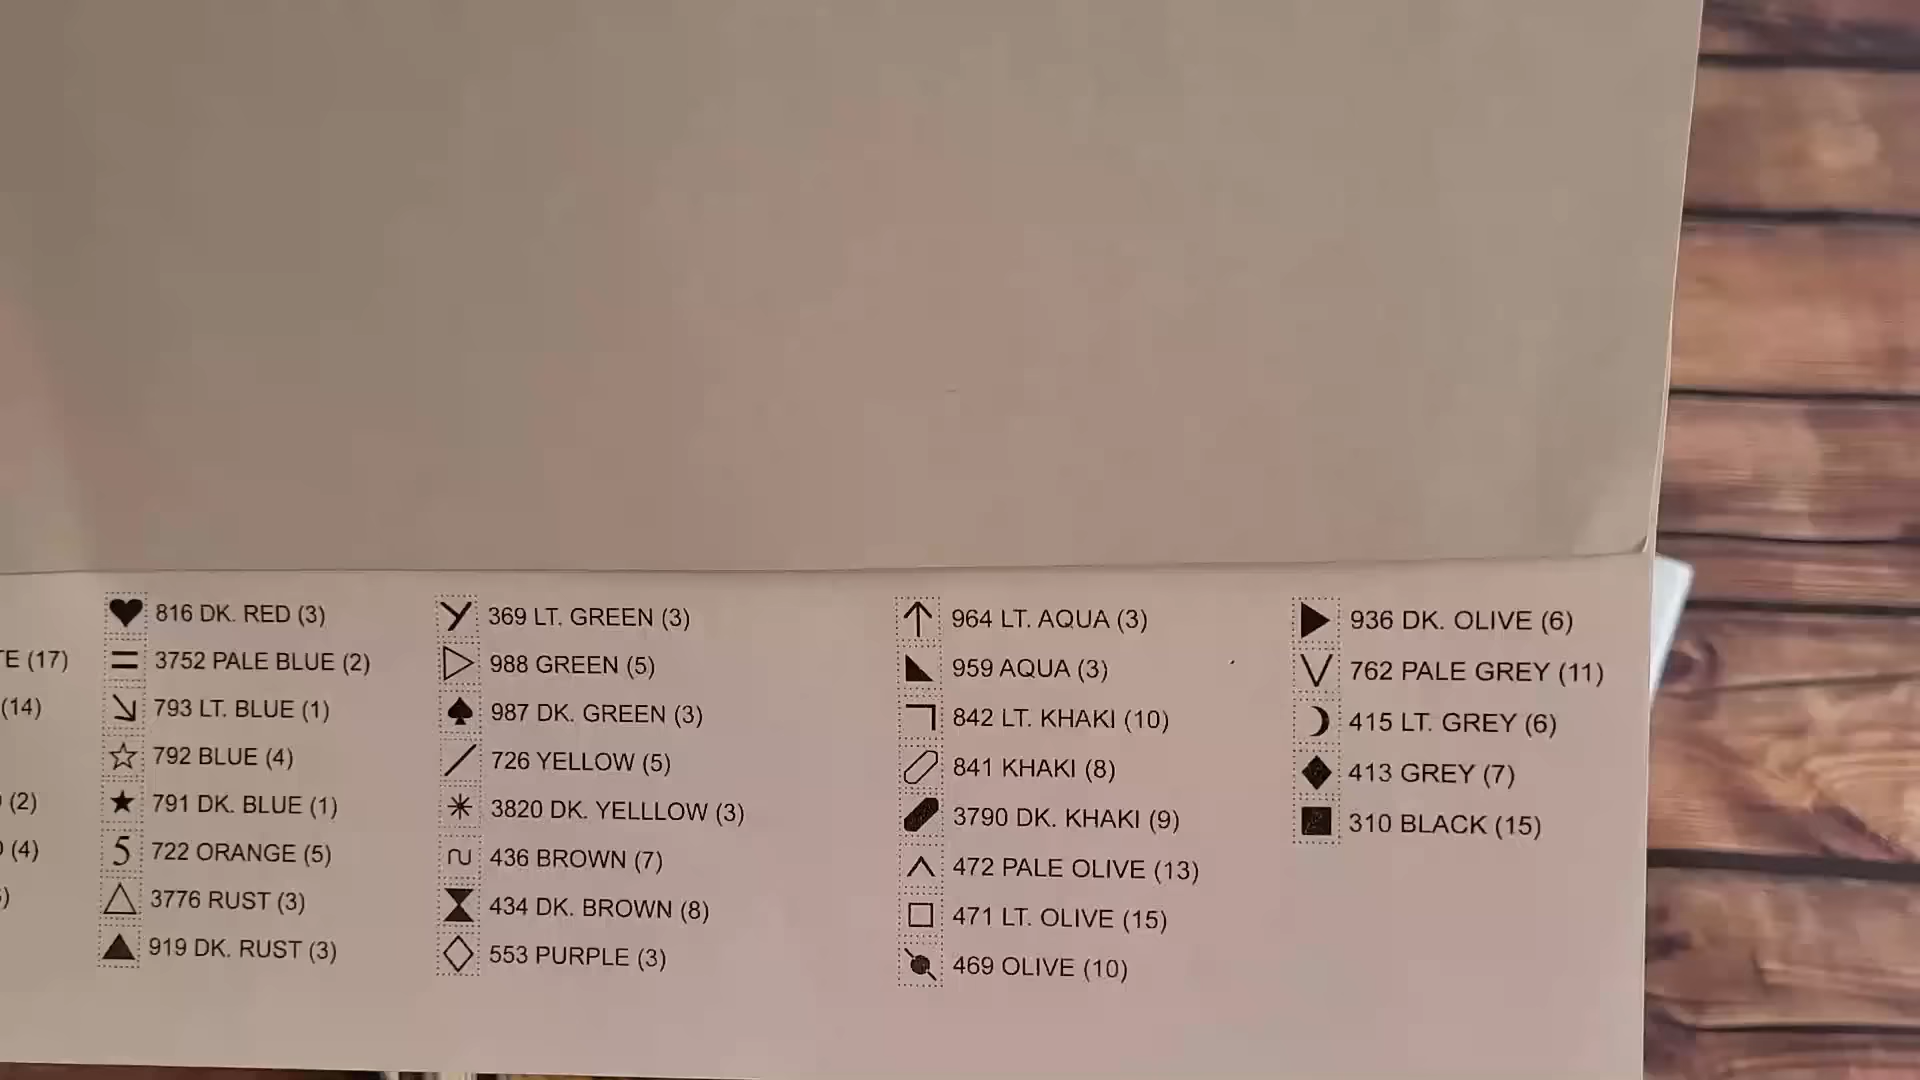 TE (17)
(14)
(2)
(4)
816 DK. RED (3)
3752 PALE BLUE (2)
793 LT. BLUE (1)
792 BLUE (4)
791 DK. BLUE (1)
5 722 ORANGE (5)
3776 RUST (3)
919 DK. RUST (3)
369 LT. GREEN (3)
988 GREEN (5)
987 DK. GREEN (3)
726 YELLOW (5)
3820 DK. YELLLOW (3)
436 BROWN (7)
434 DK. BROWN (8)
553 PURPLE (3)
964 LT. AQUA (3)
959 AQUA (3)
842 LT. KHAKI (10)
841 KHAKI (8)
3790 DK. KHAKI (9)
472 PALE OLIVE (13)
471 LT. OLIVE (15)
469 OLIVE (10)
936 DK. OLIVE (6)
762 PALE GREY (11)
415 LT. GREY (6)
413 GREY (7)
310 BLACK (15)